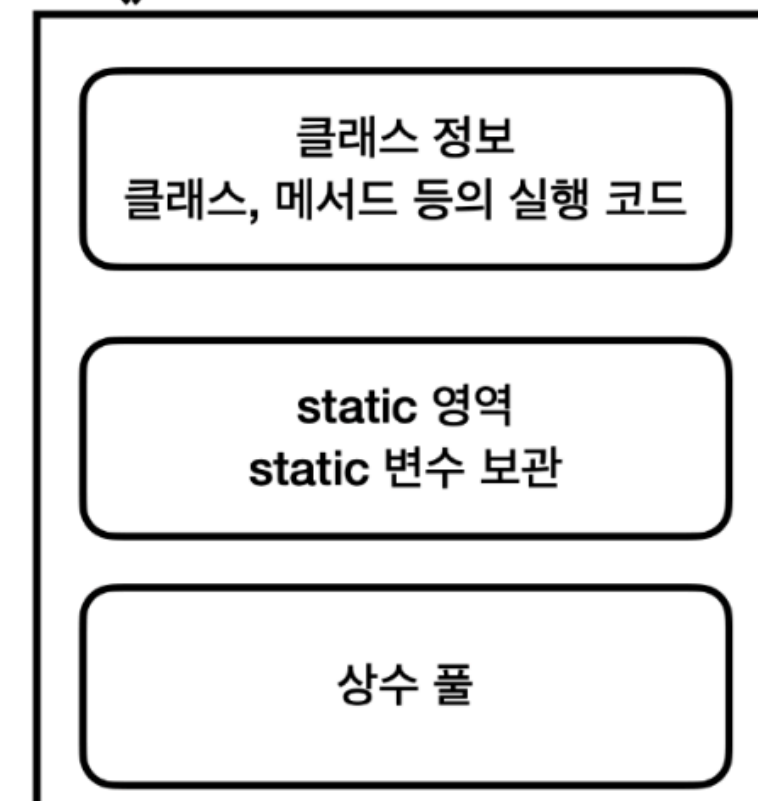 클래스 정보
클래스, 메서드 등의 실행 코드
static 영역
static 변수 보관
상수 풀